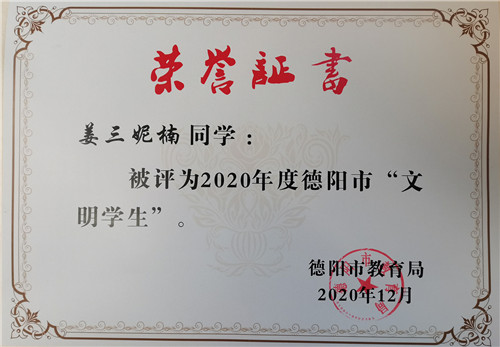 荣誉证书
姜三妮楠同学：
被评为2020年度德阳市“文
明学生”。
德阳市教育局
2020年12月